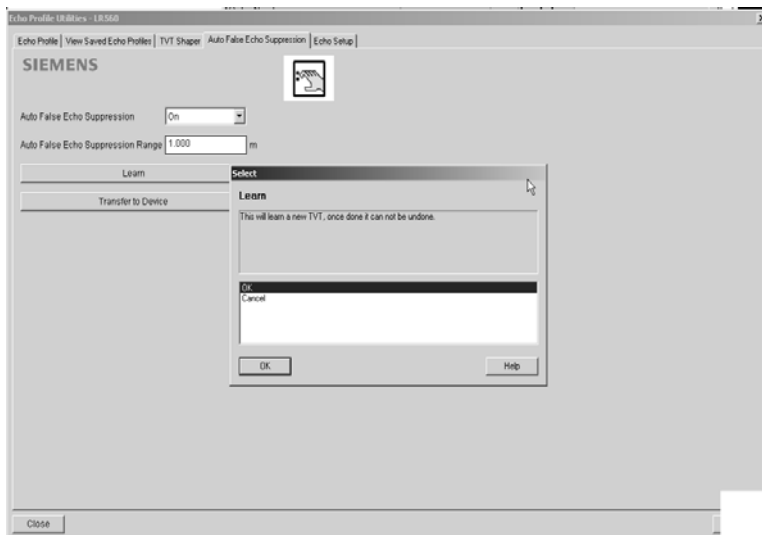 Echo Profile Utilities - LR560
Echo Profile View Saved Echo Profiles TVT Shaper Auto False Echo Suppression Echo Setup
SIEMENS
Auto False Echo Suppression On
Auto False Echo Suppression Range 1.000 m
Learn
Transfer to Device
Select
Learn
This will learn a new TVT, once done it can not be undone.
OK
Cancel
OK Help
Close